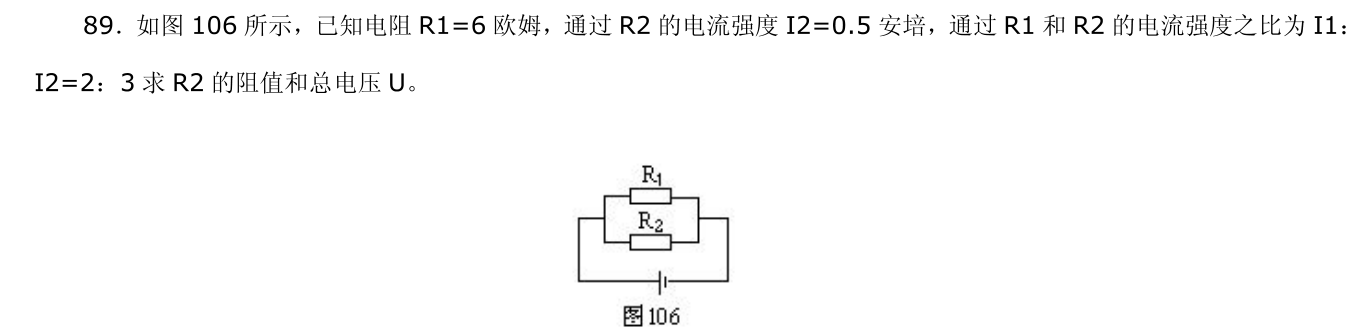 89．如图 106 所示，已知电阻 R1=6 欧姆，通过 R2 的电流强度 I2=0.5 安培，通过 R1 和 R2 的电流强度之比为 I1：
I2=2：3 求 R2 的阻值和总电压 U。
R₁
R₂
图106